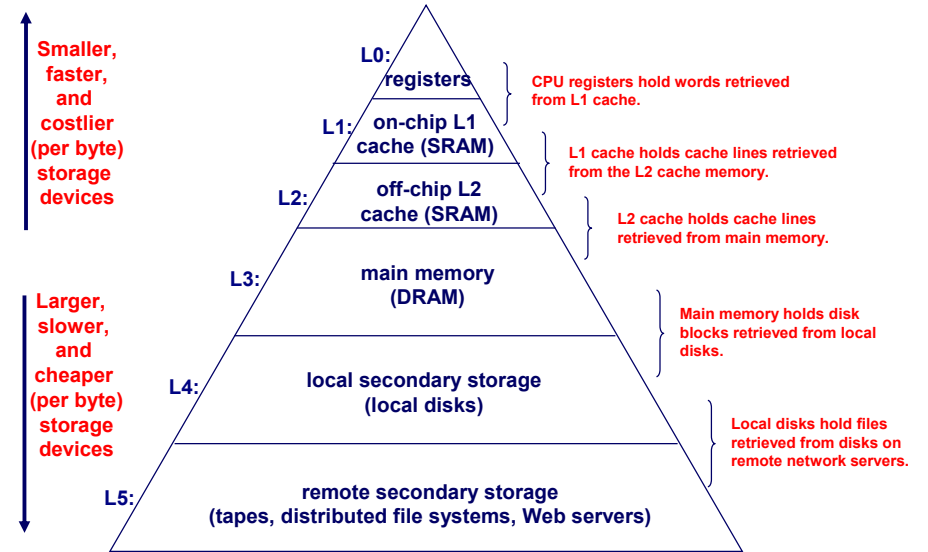 Smaller,
faster,
and
costlier
(per byte)
storage
devices
Larger,
slower,
and
cheaper
(per byte)
storage
devices
L0:
registers
CPU registers hold words retrieved
from L1 cache.
L1:
on-chip L1
cache (SRAM)
L1 cache holds cache lines retrieved
from the L2 cache memory.
L2:
off-chip L2
cache (SRAM)
L2 cache holds cache lines
retrieved from main memory.
L3:
main memory
(DRAM)
Main memory holds disk
blocks retrieved from local
disks.
L4:
local secondary storage
(local disks)
Local disks hold files
retrieved from disks on
remote network servers.
L5:
remote secondary storage
(tapes, distributed file systems, Web servers)